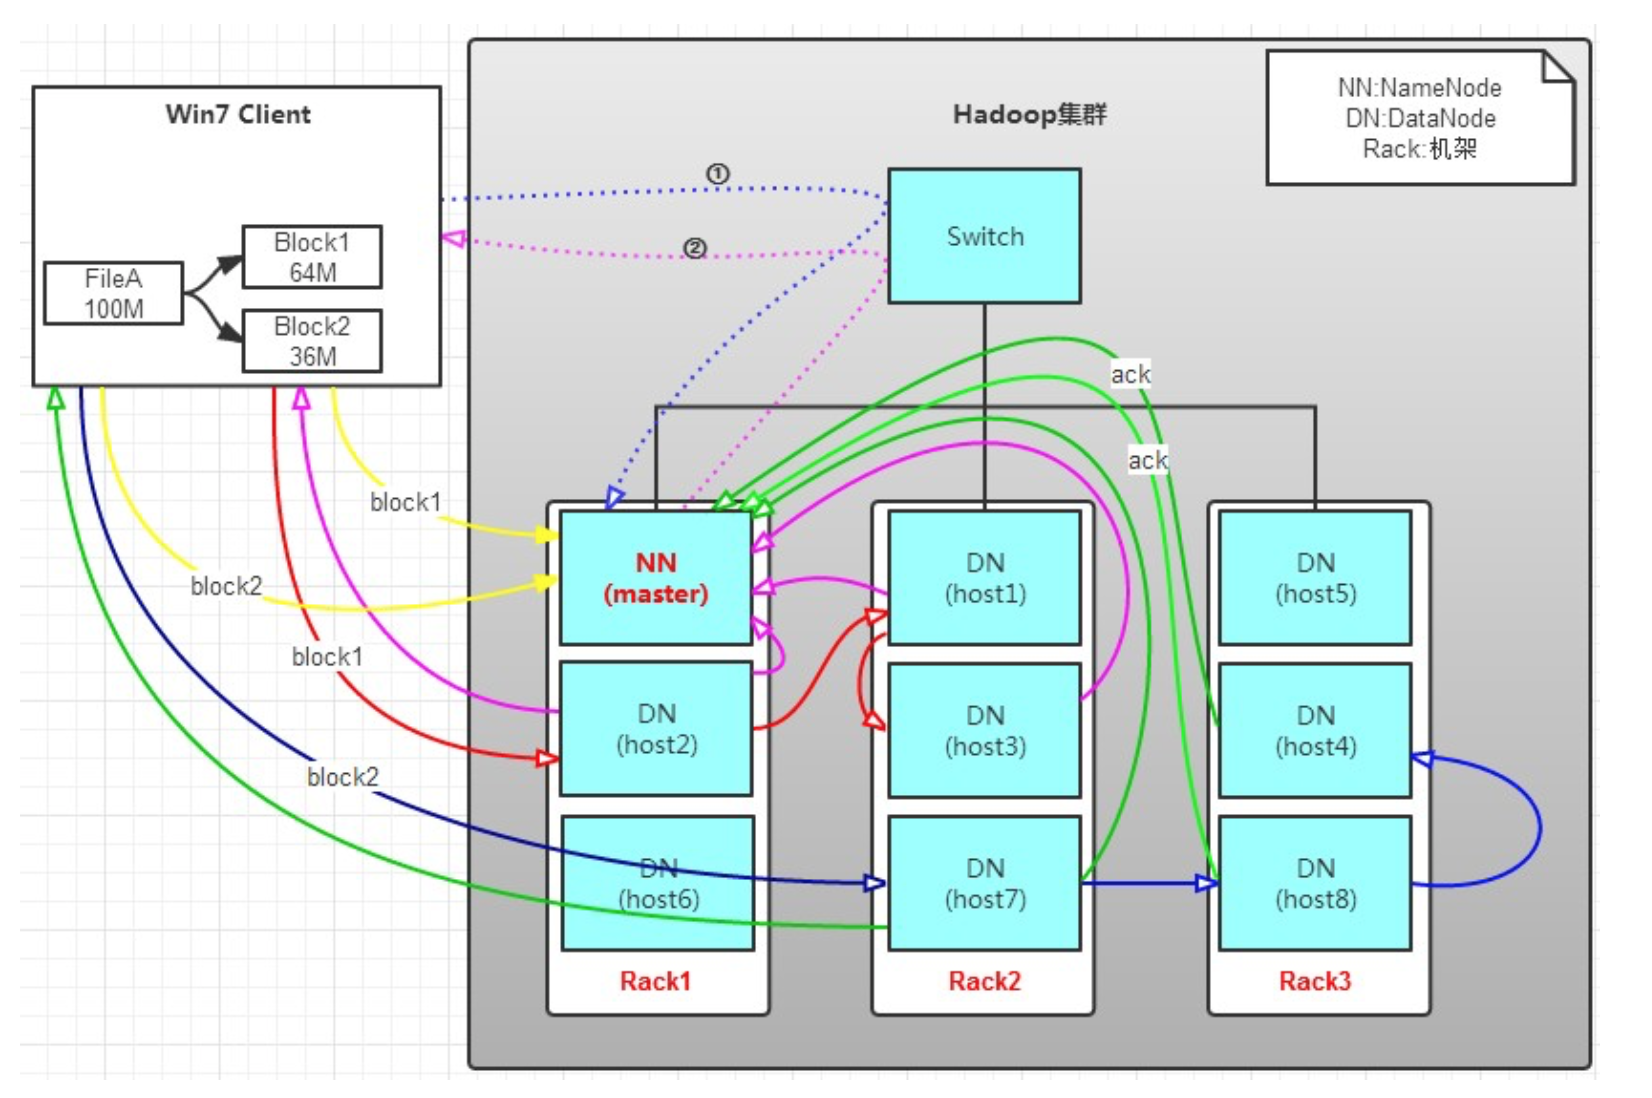 Win7 Client
FileA
100M
Block1
64M
Block2
36M
Hadoop集群
NN:NameNode
DN:DataNode
Rack:机架
①
②
Switch
ack
ack
block1
block2
block1
block2
NN
(master)
DN
(host2)
DN
(host6)
Rack1
DN
(host1)
DN
(host3)
DN
(host7)
Rack2
DN
(host5)
DN
(host4)
DN
(host8)
Rack3